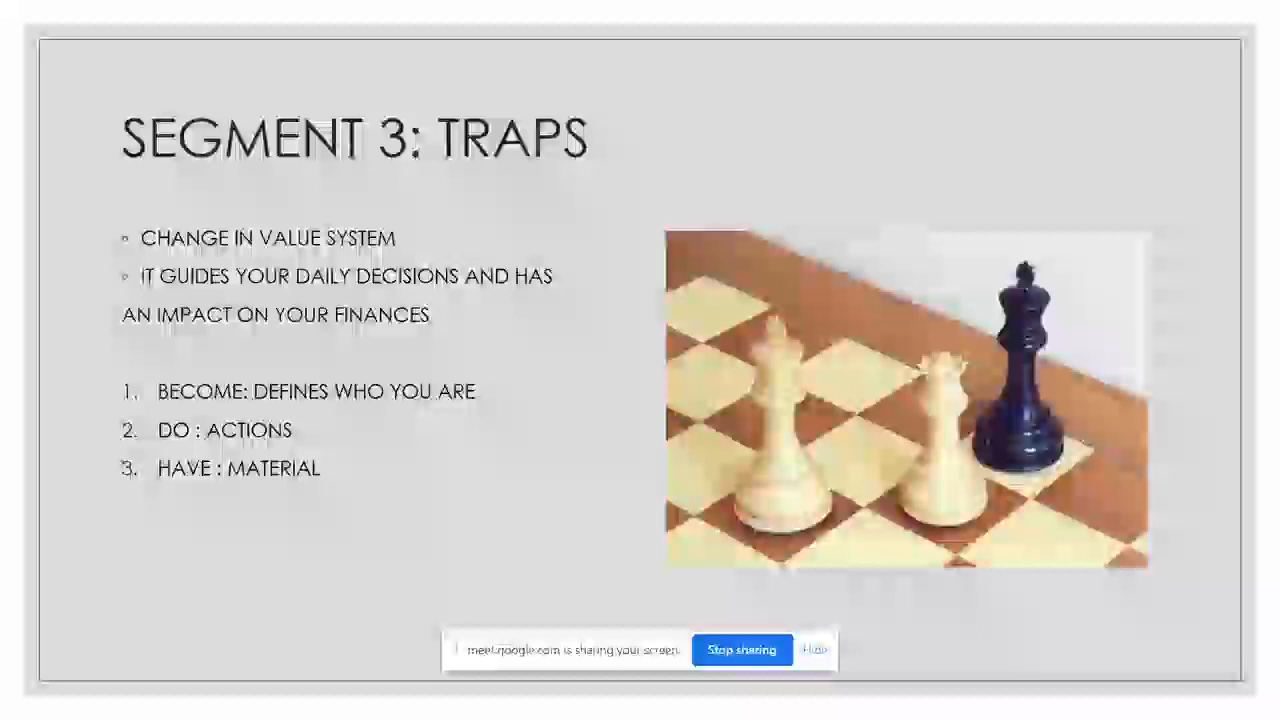 SEGMENT 3: TRAPS
◦ CHANGE IN VALUE SYSTEM
◦ IT GUIDES YOUR DAILY DECISIONS AND HAS
AN IMPACT ON YOUR FINANCES
1. BECOME: DEFINES WHO YOU ARE
2. DO : ACTIONS
3. HAVE : MATERIAL
meet.google.com is sharing your screen.
Stop sharing
Hide